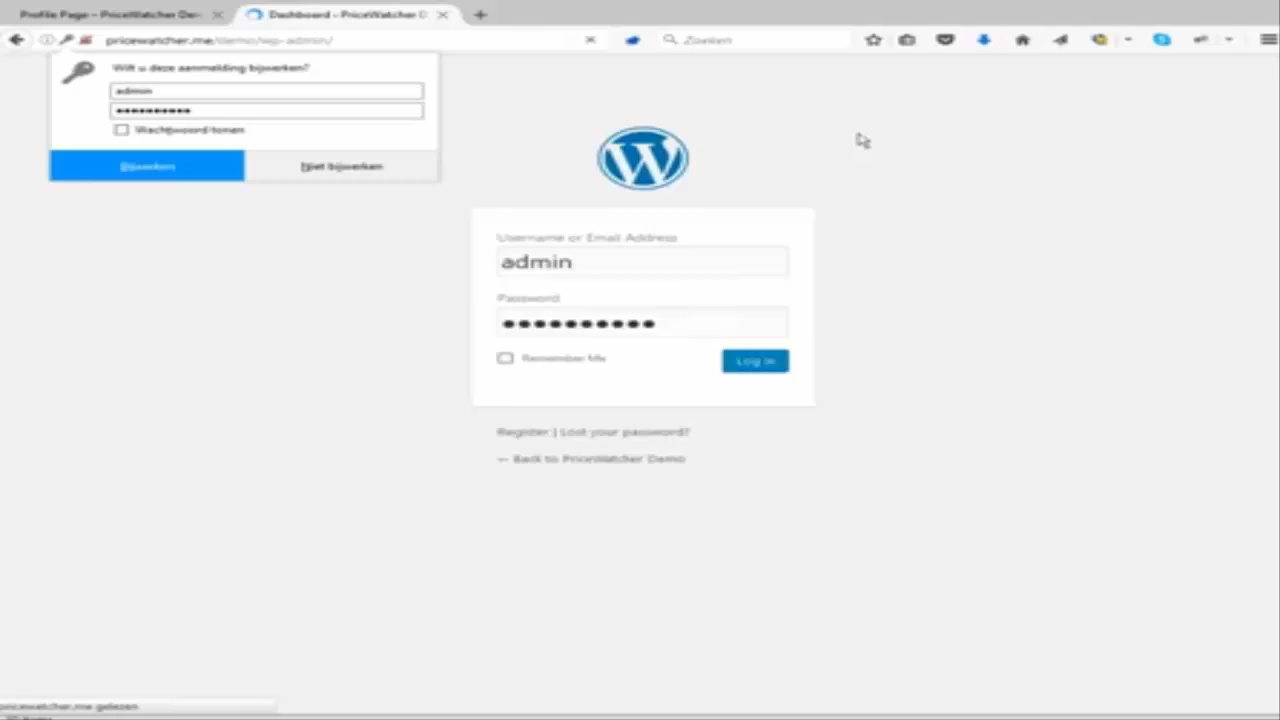 Profile Page – PriceWatcher De
Dashboard – PriceWatcher D
pricewatcher.me/demo/wp-admin/
Zoeken
Wilt u deze aanmelding bijwerken?
admin
Wachtwoord tonen
Bijwerken
Niet bijwerken
Username or Email Address
admin
Password
Remember Me
Log In
Register | Lost your password?
← Back to PriceWatcher Demo
pricewatcher.me gelezen